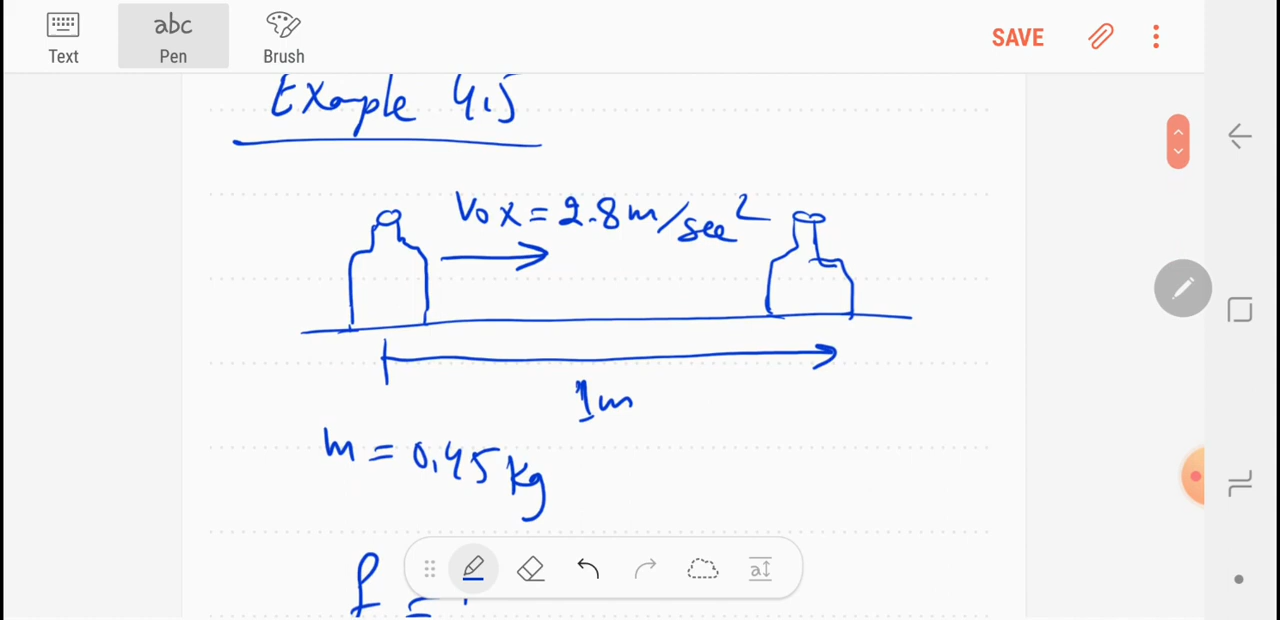 Text
abc
Pen
Brush
SAVE
Example 4.5
Vox = 2.8 m/sec²
1m
m = 0.45 kg
f =
a